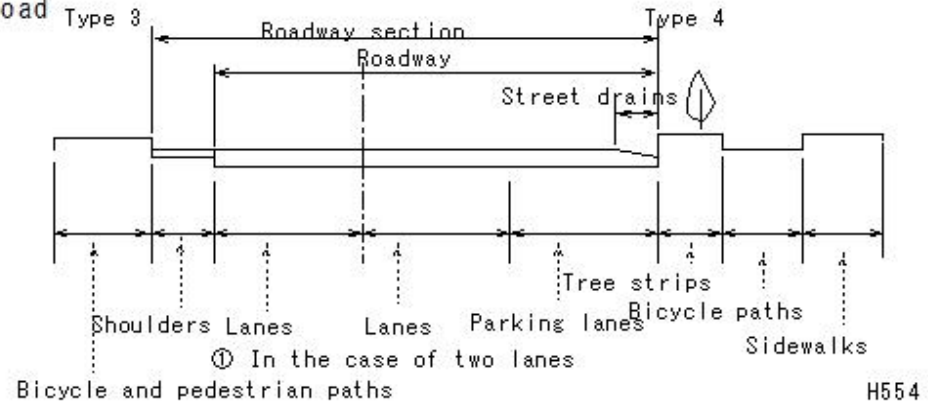 oad Type 3 Type 4
Roadway section
Roadway
Street drains
Tree strips
Shoulders Lanes Lanes Parking lanes Bicycle paths
① In the case of two lanes Sidewalks
Bicycle and pedestrian paths H554